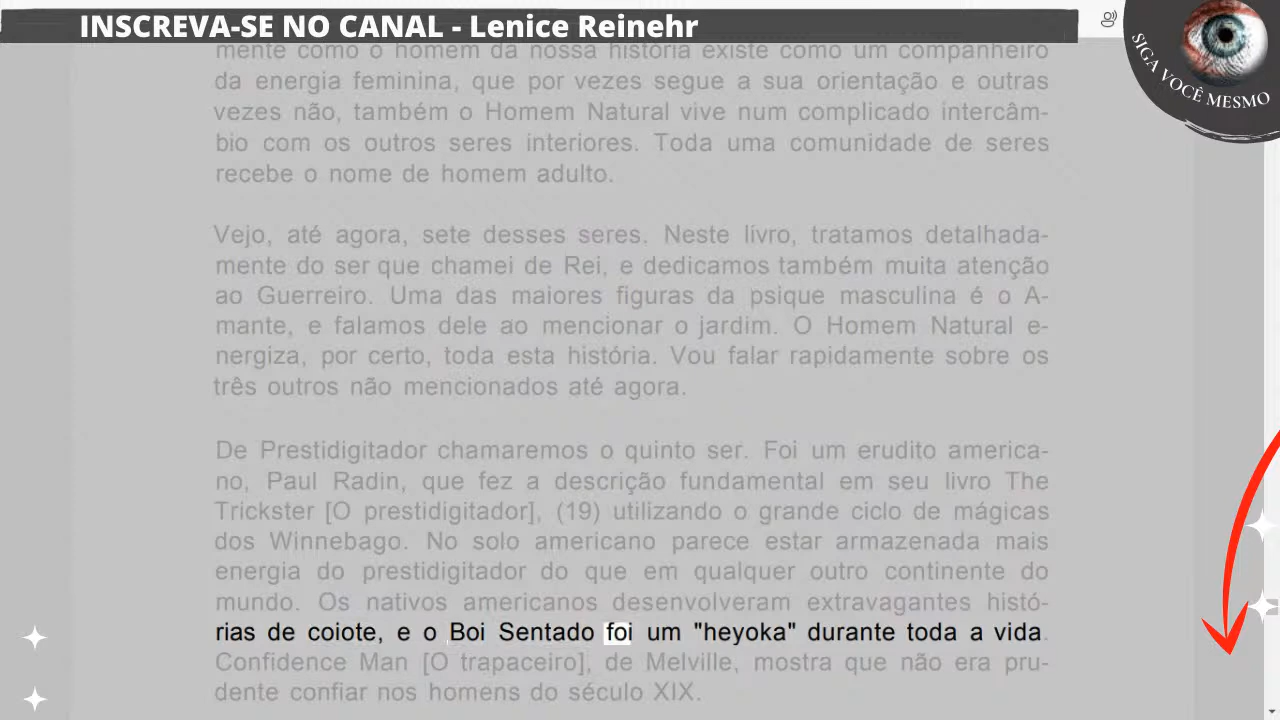 INSCREVA-SE NO CANAL - Lenice Reinehr
SIGA VOCÊ MESMO
mente como o homem da nossa história existe como um companheiro
da energia feminina, que por vezes segue a sua orientação e outras
vezes não, também o Homem Natural vive num complicado intercâm-
bio com os outros seres interiores. Toda uma comunidade de seres
recebe o nome de homem adulto.
Vejo, até agora, sete desses seres. Neste livro, tratamos detalhada-
mente do ser que chamei de Rei, e dedicamos também muita atenção
ao Guerreiro. Uma das maiores figuras da psique masculina é o A-
mante, e falamos dele ao mencionar o jardim. O Homem Natural e-
nergiza, por certo, toda esta história. Vou falar rapidamente sobre os
três outros não mencionados até agora.
De Prestidigitador chamaremos o quinto ser. Foi um erudito america-
no, Paul Radin, que fez a descrição fundamental em seu livro The
Trickster [O prestidigitador], (19) utilizando o grande ciclo de mágicas
dos Winnebago. No solo americano parece estar armazenada mais
energia do prestidigitador do que em qualquer outro continente do
mundo. Os nativos americanos desenvolveram extravagantes histó-
rias de coiote, e o Boi Sentado foi um "heyoka" durante toda a vida.
Confidence Man [O trapaceiro], de Melville, mostra que não era pru-
dente confiar nos homens do século XIX.